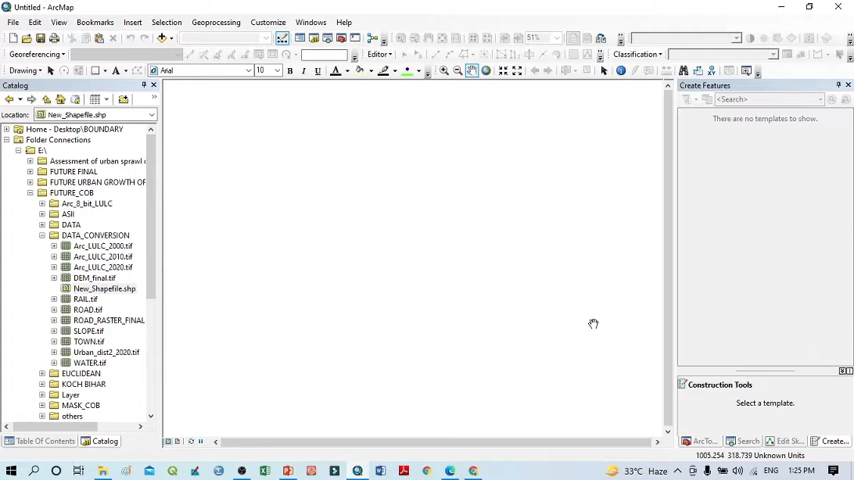 Untitled - ArcMap
File Edit View Bookmarks Insert Selection Geoprocessing Customize Windows Help
51%
Georeferencing Editor Classification
Drawing A Arial 10 B I U A
Catalog
Create Features
Location: New_Shapefile.shp
<Search>
There are no templates to show.
Home - Desktop\BOUNDARY
Folder Connections
E:\
Assessment of urban sprawl
FUTURE FINAL
FUTURE URBAN GROWTH OF
FUTURE_COB
Arc_8_bit_LULC
ASII
DATA
DATA_CONVERSION
Arc_LULC_2000.tif
Arc_LULC_2010.tif
Arc_LULC_2020.tif
DEM_final.tif
New_Shapefile.shp
RAIL.tif
ROAD.tif
ROAD_RASTER_FINAL
SLOPE.tif
TOWN.tif
Urban_dist2_2020.tif
WATER.tif
EUCLIDEAN
KOCH BIHAR
Layer
MASK_COB
others
Construction Tools
Select a template.
Table Of Contents Catalog
ArcTo... Search Edit Sk... Create...
1005.254 318.739 Unknown Units
33°C Haze ENG 1:25 PM